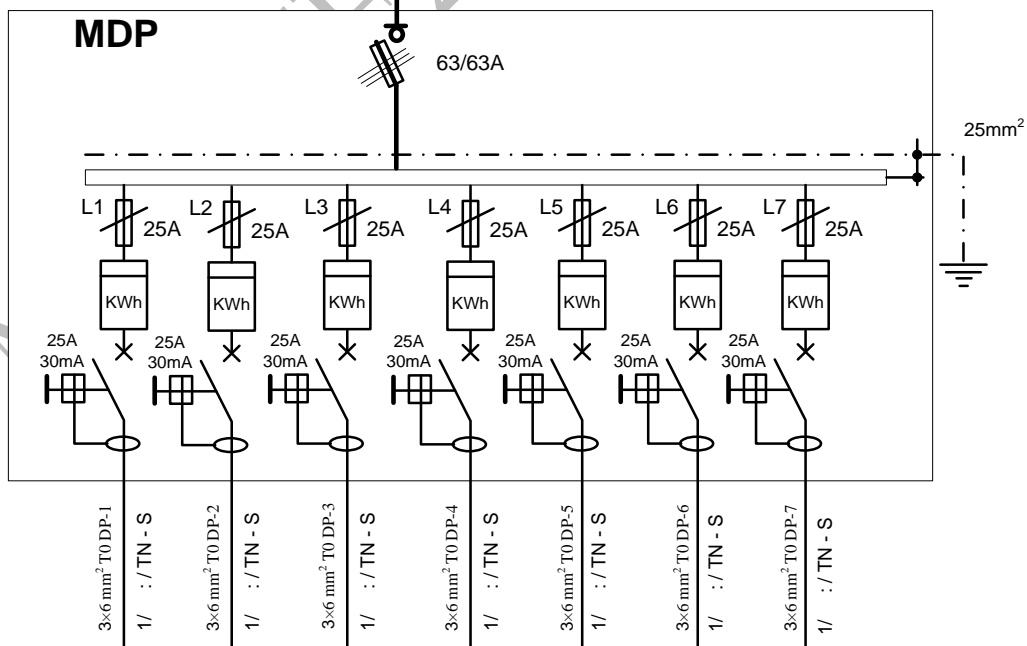 MDP
63/63A
25mm²
L1 25A
L2 25A
L3 25A
L4 25A
L5 25A
L6 25A
L7 25A
KWh
KWh
KWh
KWh
KWh
KWh
KWh
25A
30mA
25A
30mA
25A
30mA
25A
30mA
25A
30mA
25A
30mA
25A
30mA
3×6 mm² T0 DP-1
1/ : / TN - S
3×6 mm² T0 DP-2
1/ : / TN - S
3×6 mm² T0 DP-3
1/ : / TN - S
3×6 mm² T0 DP-4
1/ : / TN - S
3×6 mm² T0 DP-5
1/ : / TN - S
3×6 mm² T0 DP-6
1/ : / TN - S
3×6 mm² T0 DP-7
1/ : / TN - S